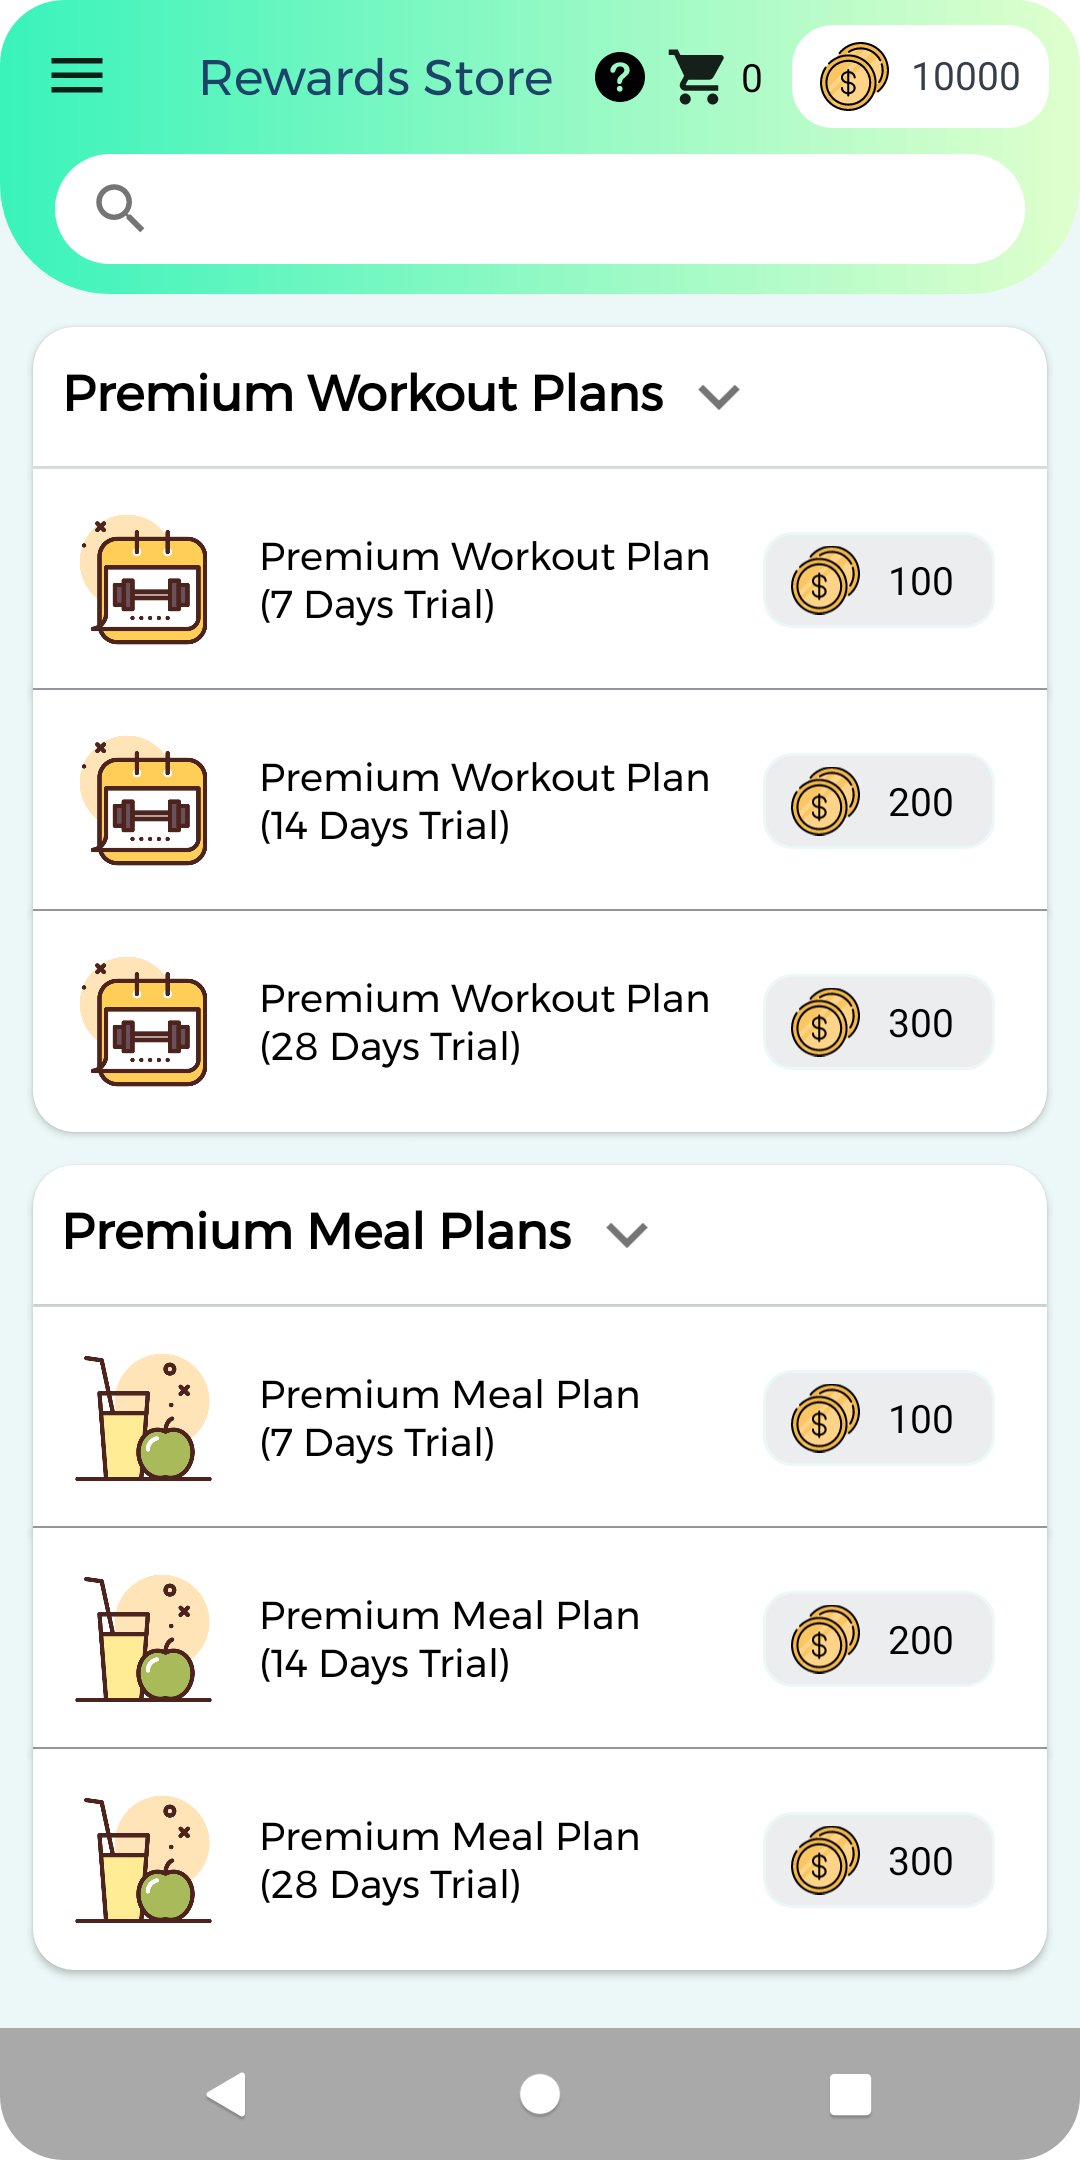 Rewards Store
?
0
$ 10000
Premium Workout Plans
Premium Workout Plan
(7 Days Trial)
$ 100
Premium Workout Plan
(14 Days Trial)
$ 200
Premium Workout Plan
(28 Days Trial)
$ 300
Premium Meal Plans
Premium Meal Plan
(7 Days Trial)
$ 100
Premium Meal Plan
(14 Days Trial)
$ 200
Premium Meal Plan
(28 Days Trial)
$ 300